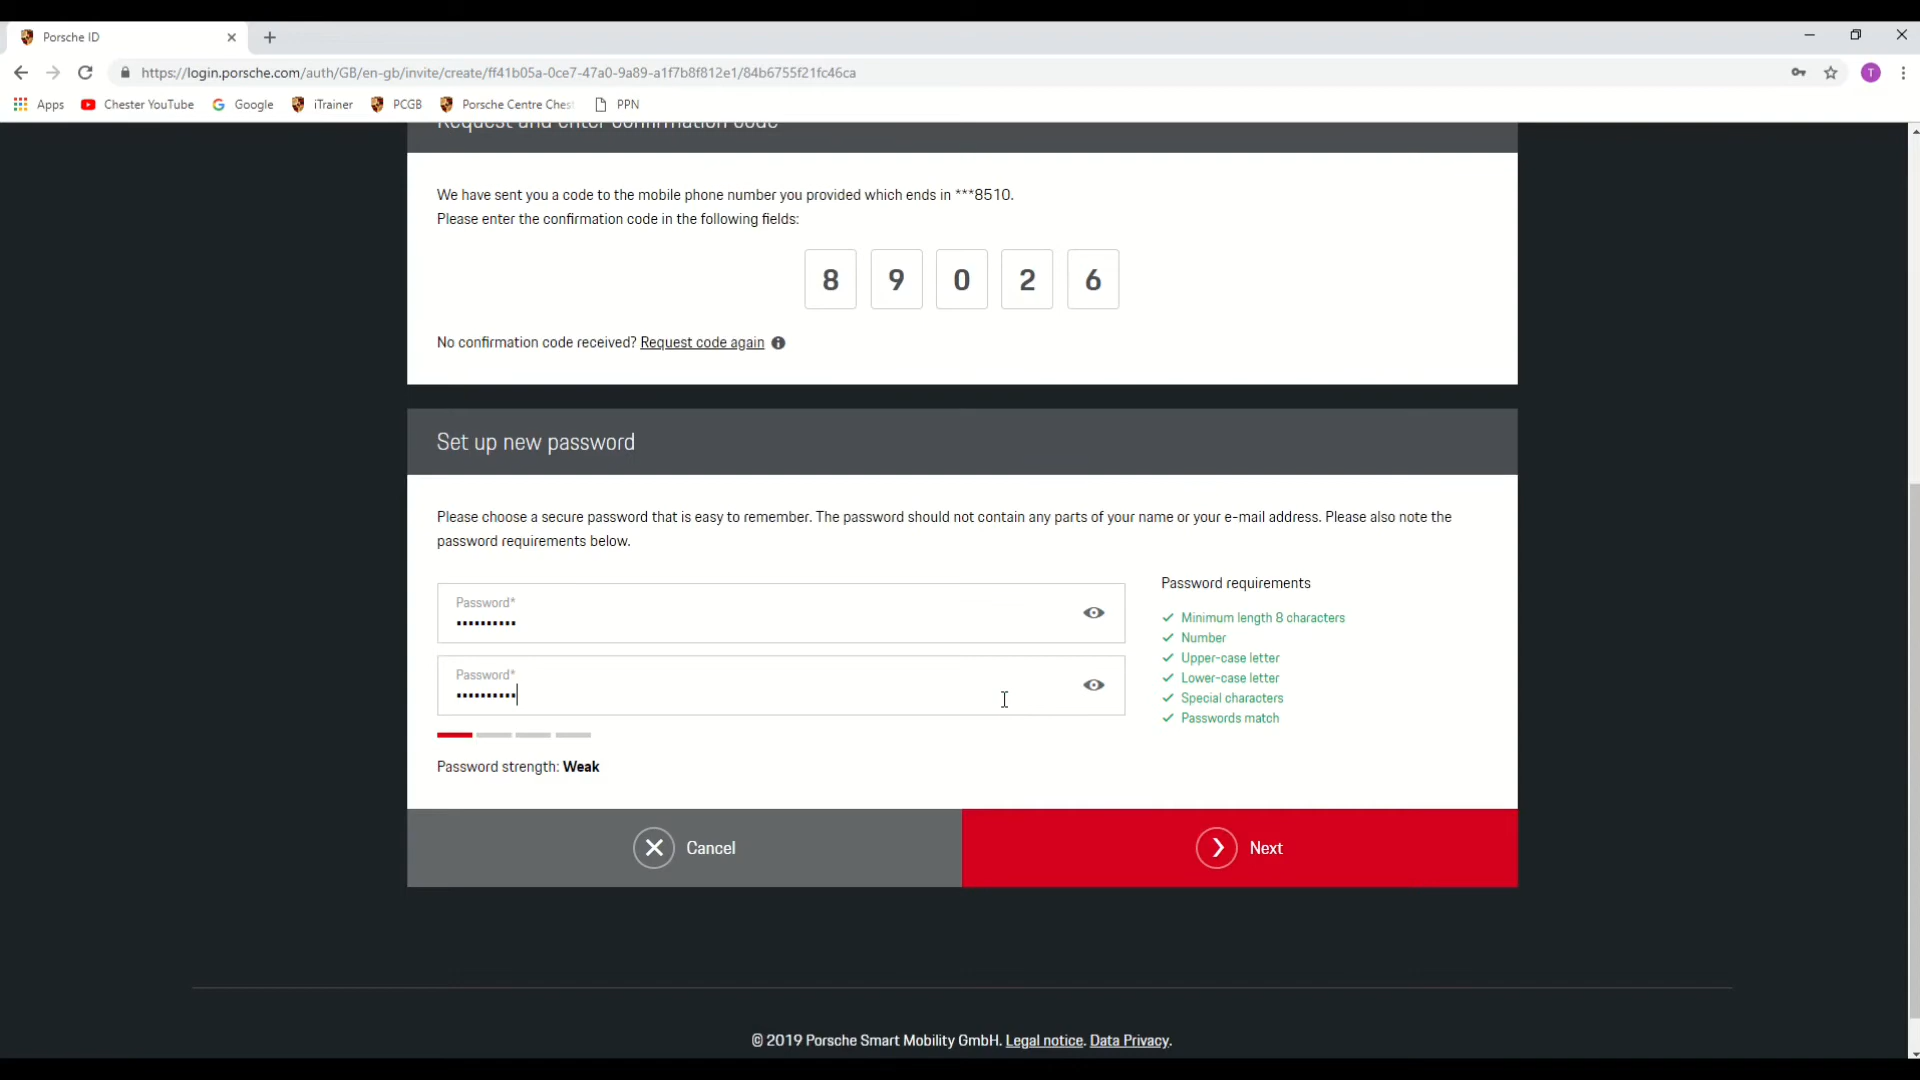 Porsche ID
https://login.porsche.com/auth/GB/en-gb/invite/create/ff41b05a-0ce7-47a0-9a89-a1f7b8f812e1/84b6755f21fc46ca
T
Apps Chester YouTube Google iTrainer PCGB Porsche Centre Chest PPN
Request and enter confirmation code
We have sent you a code to the mobile phone number you provided which ends in ***8510.
Please enter the confirmation code in the following fields:
8 9 0 2 6
No confirmation code received? Request code again
Set up new password
Please choose a secure password that is easy to remember. The password should not contain any parts of your name or your e-mail address. Please also note the
password requirements below.
Password*
••••••••••
Password*
••••••••••
Password requirements
Minimum length 8 characters
Number
Upper-case letter
Lower-case letter
Special characters
Passwords match
Password strength: Weak
Cancel
Next
© 2019 Porsche Smart Mobility GmbH. Legal notice. Data Privacy.